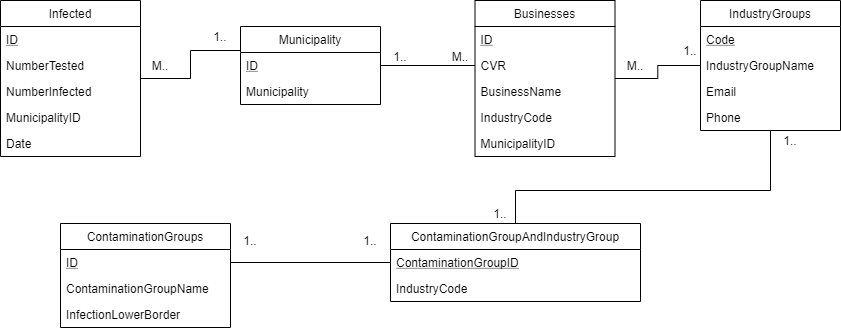 Infected
ID
NumberTested
NumberInfected
MunicipalityID
Date
M..
1..
Municipality
ID
Municipality
1..
M..
Businesses
ID
CVR
BusinessName
IndustryCode
MunicipalityID
M..
1..
IndustryGroups
Code
IndustryGroupName
Email
Phone
1..
1..
ContaminationGroups
ID
ContaminationGroupName
InfectionLowerBorder
1..
1..
ContaminationGroupAndIndustryGroup
ContaminationGroupID
IndustryCode